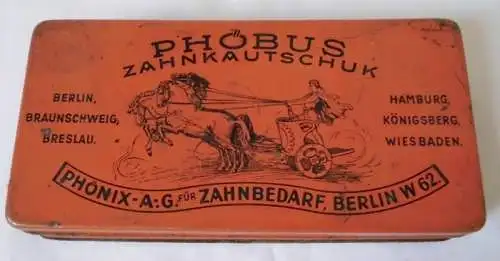 PHÖBUS
ZAHNKAUTSCHUK
BERLIN,
BRAUNSCHWEIG,
BRESLAU.
HAMBURG,
KÖNIGSBERG,
WIESBADEN.
PHÖNIX-A.G. FÜR ZAHNBEDARF, BERLIN W 62.